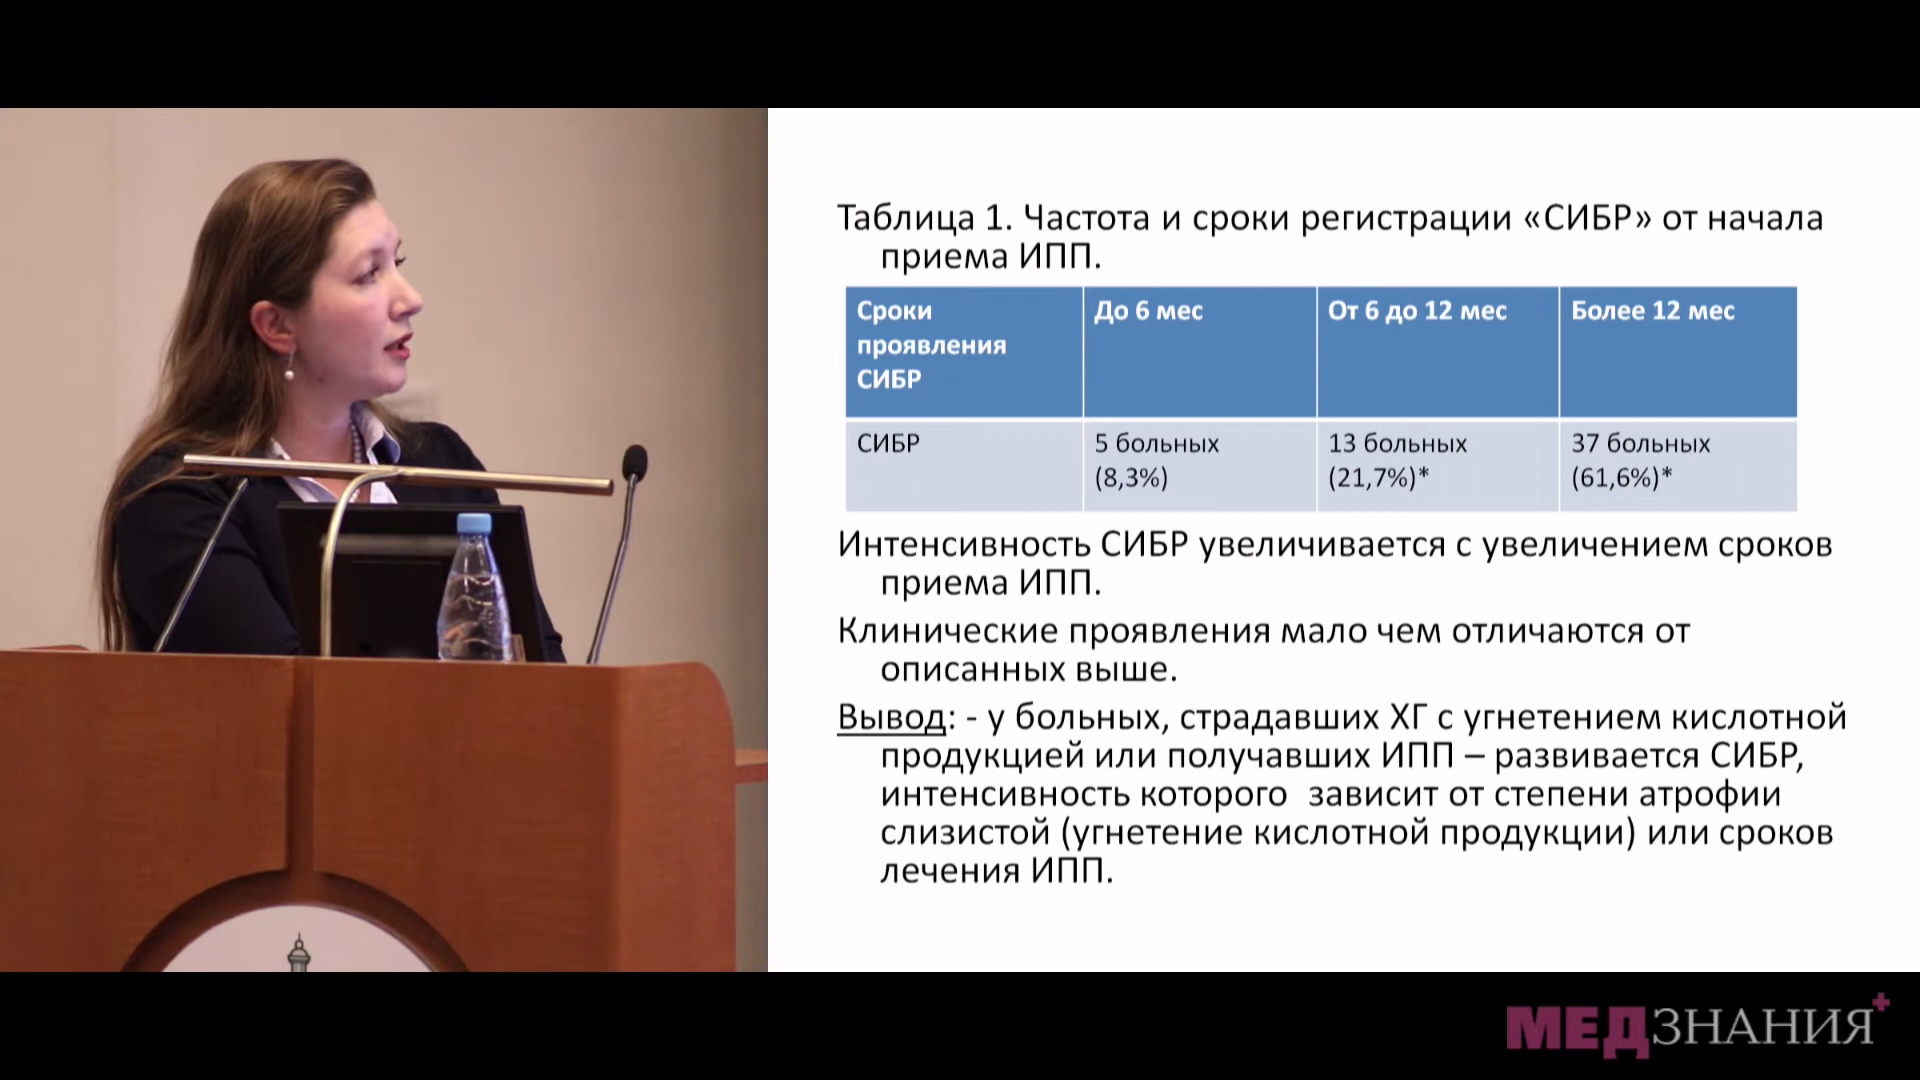 Таблица 1. Частота и сроки регистрации «СИБР» от начала
приема ИПП.
Сроки
проявления
СИБР
До 6 мес
От 6 до 12 мес
Более 12 мес
СИБР
5 больных
(8,3%)
13 больных
(21,7%)*
37 больных
(61,6%)*
Интенсивность СИБР увеличивается с увеличением сроков
приема ИПП.
Клинические проявления мало чем отличаются от
описанных выше.
Вывод: - у больных, страдавших ХГ с угнетением кислотной
продукцией или получавших ИПП – развивается СИБР,
интенсивность которого зависит от степени атрофии
слизистой (угнетение кислотной продукции) или сроков
лечения ИПП.
МЕДЗНАНИЯ+